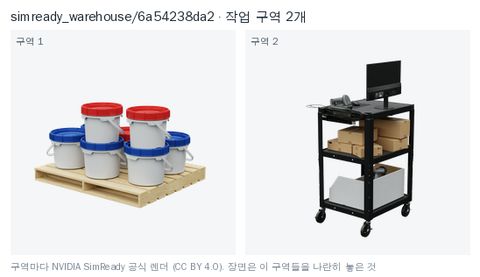 simready_warehouse/6a54238da2 · 작업 구역 2개
구역 1
구역 2
구역마다 NVIDIA SimReady 공식 렌더 (CC BY 4.0). 장면은 이 구역들을 나란히 놓은 것